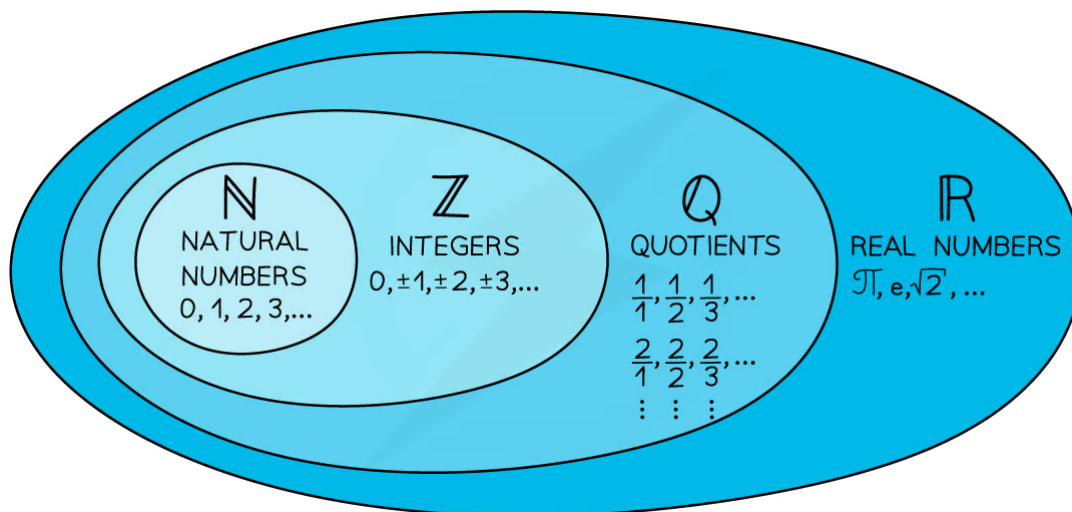 ℕ
NATURAL
NUMBERS
0, 1, 2, 3,...
ℤ
INTEGERS
0,±1,±2,±3,...
ℚ
QUOTIENTS
1/1, 1/2, 1/3, ...
2/1, 2/2, 2/3, ...
⋮ ⋮ ⋮
ℝ
REAL NUMBERS
π, e, √2, ...